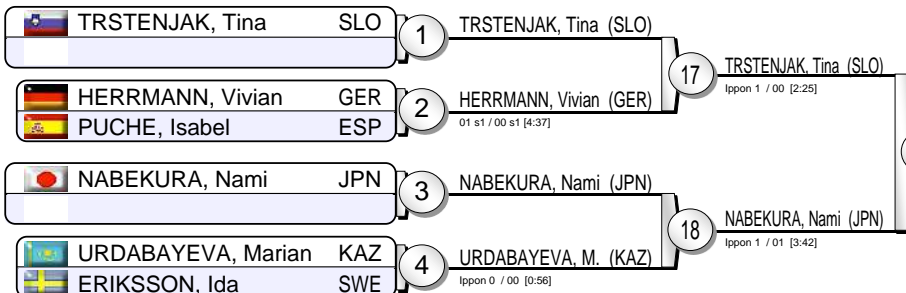 TRSTENJAK, Tina SLO
1
TRSTENJAK, Tina (SLO)
17
TRSTENJAK, Tina (SLO)
Ippon 1 / 00 [2:25]
HERRMANN, Vivian GER
PUCHE, Isabel ESP
2
HERRMANN, Vivian (GER)
01 s1 / 00 s1 [4:37]
NABEKURA, Nami JPN
3
NABEKURA, Nami (JPN)
18
NABEKURA, Nami (JPN)
Ippon 1 / 01 [3:42]
URDABAYEVA, Marian KAZ
ERIKSSON, Ida SWE
4
URDABAYEVA, M. (KAZ)
Ippon 0 / 00 [0:56]